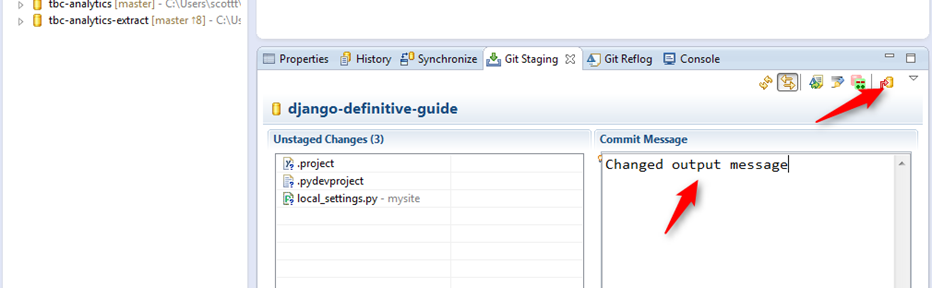 tbc-analytics [master] - C:\Users\scottt\
tbc-analytics-extract [master ↑8] - C:\Us
Properties History Synchronize Git Staging Git Reflog Console
django-definitive-guide
Unstaged Changes (3) Commit Message
.project
.pydevproject
local_settings.py - mysite
Changed output message